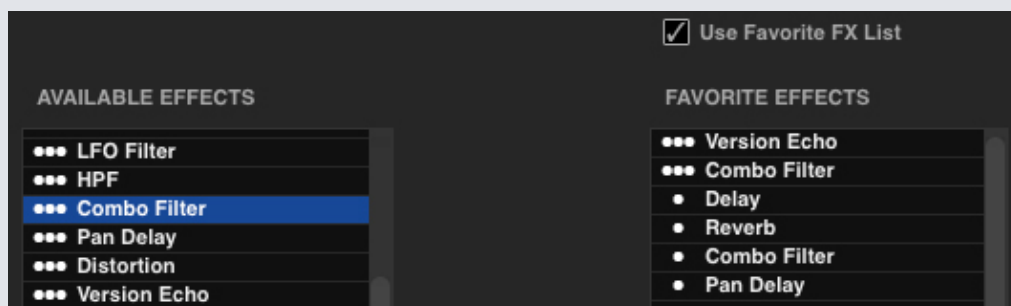 Use Favorite FX List
AVAILABLE EFFECTS
LFO Filter
HPF
Combo Filter
Pan Delay
Distortion
Version Echo
FAVORITE EFFECTS
Version Echo
Combo Filter
Delay
Reverb
Combo Filter
Pan Delay